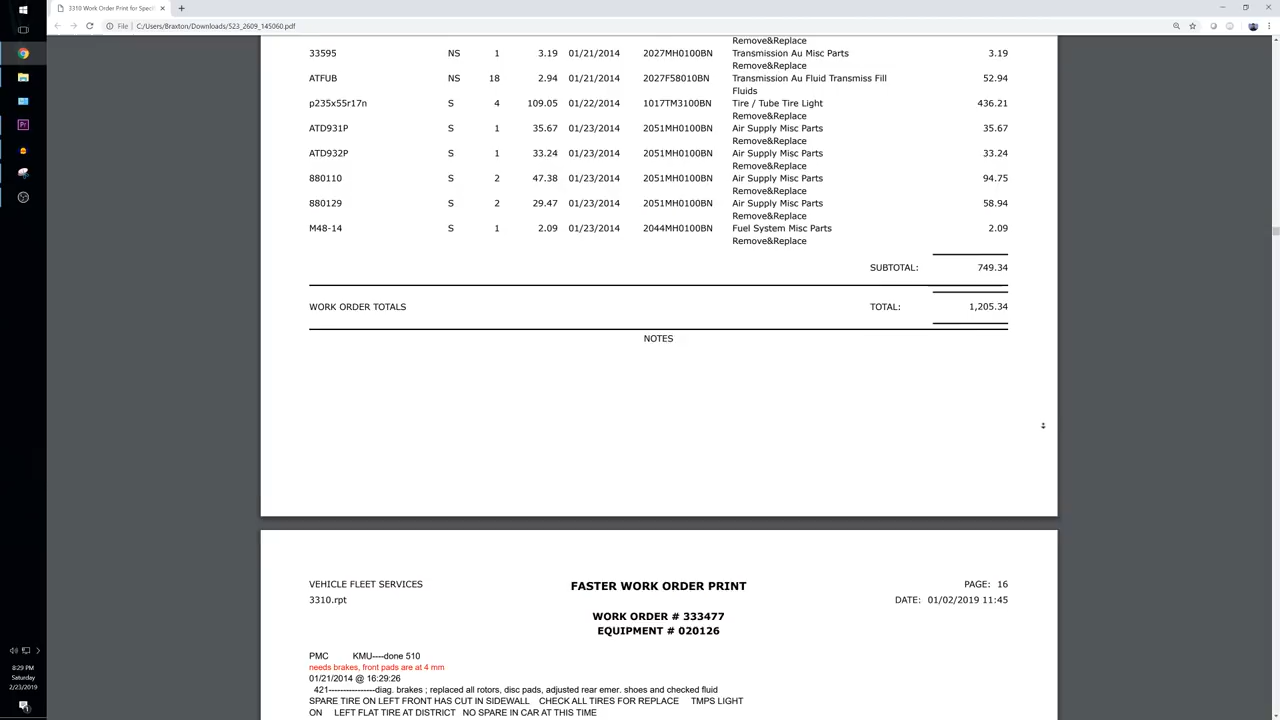 3310 Work Order Print for Specif
File | C:/Users/Braxton/Downloads/523_2609_145060.pdf
Remove&Replace
33595 NS 1 3.19 01/21/2014 2027MH0100BN Transmission Au Misc Parts 3.19
Remove&Replace
ATFUB NS 18 2.94 01/21/2014 2027F58010BN Transmission Au Fluid Transmiss Fill 52.94
Fluids
p235x55r17n S 4 109.05 01/22/2014 1017TM3100BN Tire / Tube Tire Light 436.21
Remove&Replace
ATD931P S 1 35.67 01/23/2014 2051MH0100BN Air Supply Misc Parts 35.67
Remove&Replace
ATD932P S 1 33.24 01/23/2014 2051MH0100BN Air Supply Misc Parts 33.24
Remove&Replace
880110 S 2 47.38 01/23/2014 2051MH0100BN Air Supply Misc Parts 94.75
Remove&Replace
880129 S 2 29.47 01/23/2014 2051MH0100BN Air Supply Misc Parts 58.94
Remove&Replace
M48-14 S 1 2.09 01/23/2014 2044MH0100BN Fuel System Misc Parts 2.09
Remove&Replace
SUBTOTAL: 749.34
WORK ORDER TOTALS TOTAL: 1,205.34
NOTES
VEHICLE FLEET SERVICES FASTER WORK ORDER PRINT PAGE: 16
3310.rpt DATE: 01/02/2019 11:45
WORK ORDER # 333477
EQUIPMENT # 020126
PMC KMU----done 510
needs brakes, front pads are at 4 mm
01/21/2014 @ 16:29:26
421----------------diag. brakes ; replaced all rotors, disc pads, adjusted rear emer. shoes and checked fluid
SPARE TIRE ON LEFT FRONT HAS CUT IN SIDEWALL CHECK ALL TIRES FOR REPLACE TMPS LIGHT
ON LEFT FLAT TIRE AT DISTRICT NO SPARE IN CAR AT THIS TIME
8:29 PM
Saturday
2/23/2019